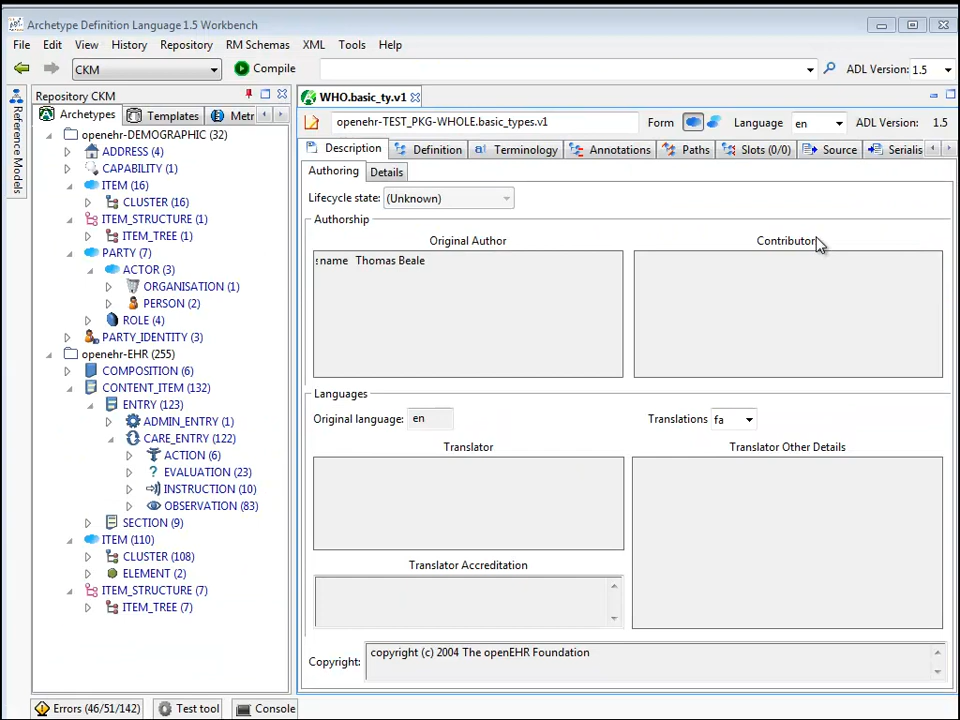 Archetype Definition Language 1.5 Workbench
File Edit View History Repository RM Schemas XML Tools Help
CKM Compile ADL Version: 1.5
Repository CKM WHO.basic_ty.v1
Reference Models
Archetypes Templates Metr
openehr-TEST_PKG-WHOLE.basic_types.v1 Form Language en ADL Version: 1.5
Description Definition Terminology Annotations Paths Slots (0/0) Source Serialis
Authoring Details
Lifecycle state: (Unknown)
Authorship
Original Author Contributor
name Thomas Beale
Languages
Original language: en Translations fa
Translator Translator Other Details
Translator Accreditation
Copyright: copyright (c) 2004 The openEHR Foundation
openehr-DEMOGRAPHIC (32)
ADDRESS (4)
CAPABILITY (1)
ITEM (16)
CLUSTER (16)
ITEM_STRUCTURE (1)
ITEM_TREE (1)
PARTY (7)
ACTOR (3)
ORGANISATION (1)
PERSON (2)
ROLE (4)
PARTY_IDENTITY (3)
openehr-EHR (255)
COMPOSITION (6)
CONTENT_ITEM (132)
ENTRY (123)
ADMIN_ENTRY (1)
CARE_ENTRY (122)
ACTION (6)
EVALUATION (23)
INSTRUCTION (10)
OBSERVATION (83)
SECTION (9)
ITEM (110)
CLUSTER (108)
ELEMENT (2)
ITEM_STRUCTURE (7)
ITEM_TREE (7)
Errors (46/51/142) Test tool Console